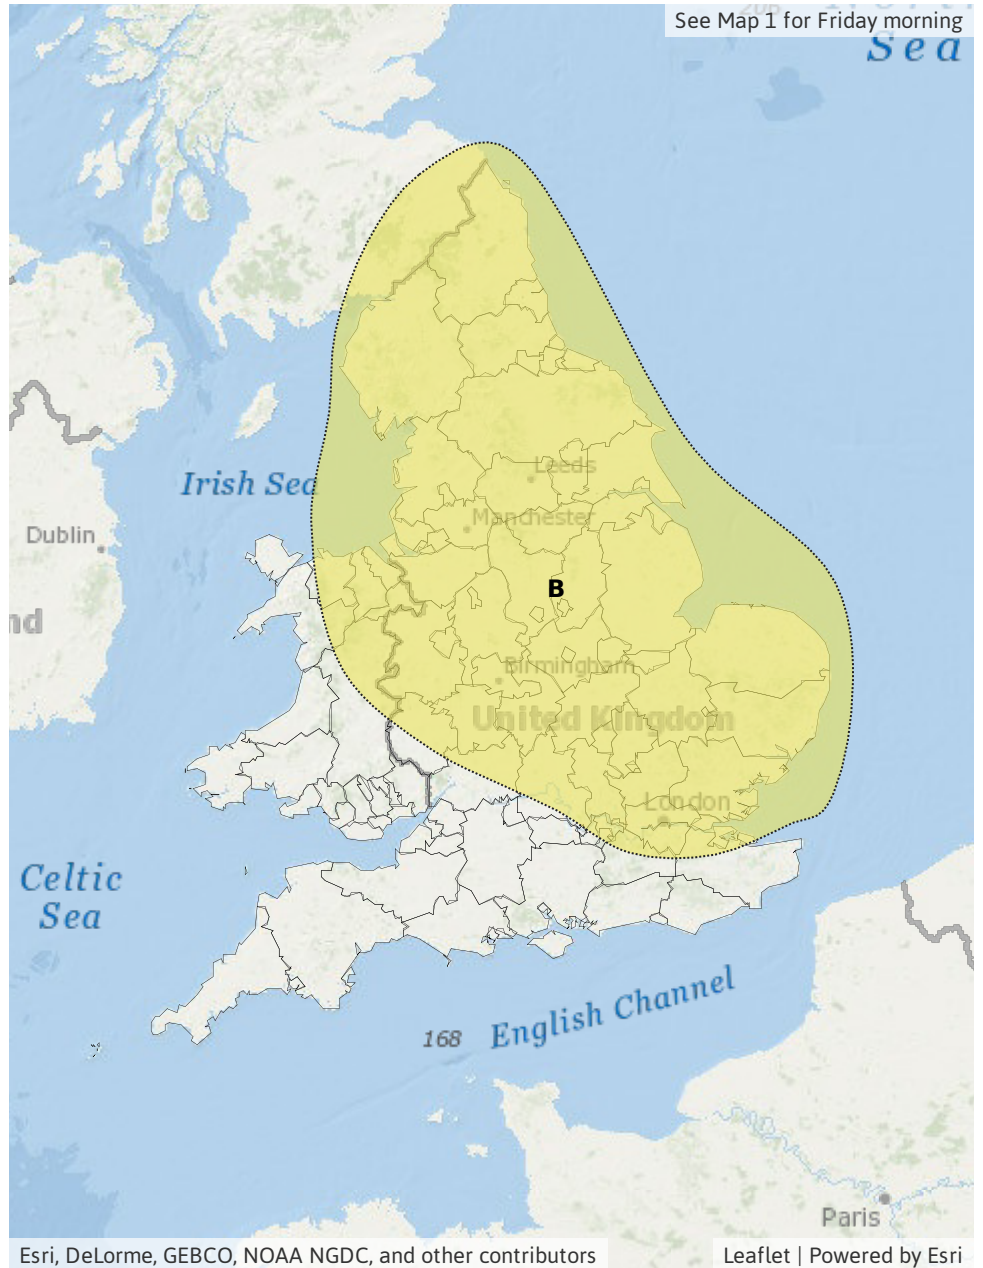 See Map 1 for Friday morning
Sea
Leeds
Irish Sea
Manchester
Dublin
B
nd
Birmingham
United Kingdom
London
Celtic
Sea
English Channel
168
Paris
Esri, DeLorme, GEBCO, NOAA NGDC, and other contributors
Leaflet | Powered by Esri